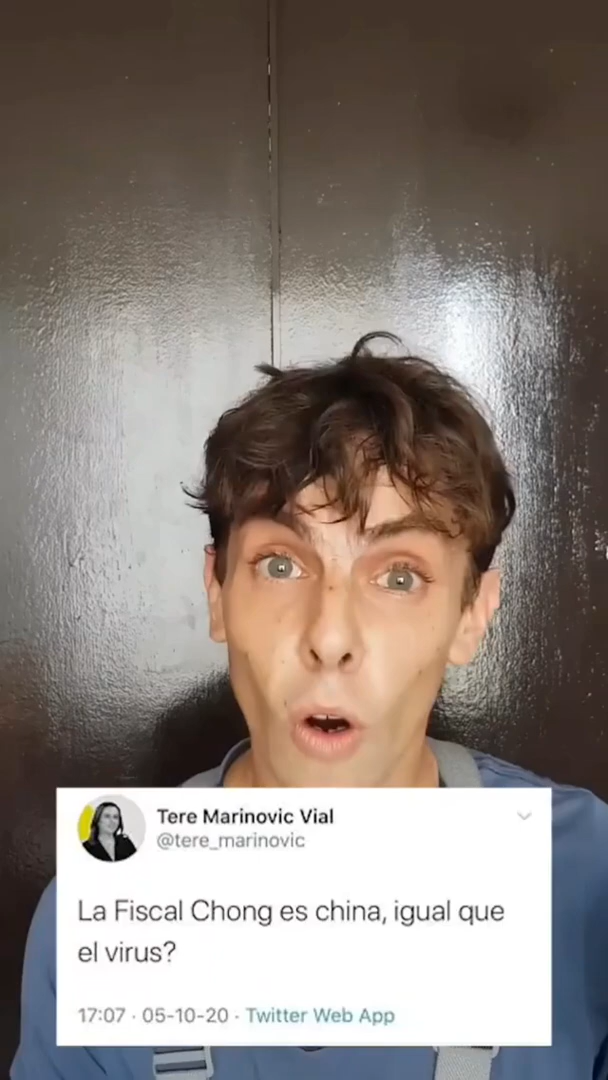 Tere Marinovic Vial
@tere_marinovic
La Fiscal Chong es china, igual que
el virus?
17:07 · 05-10-20 · Twitter Web App